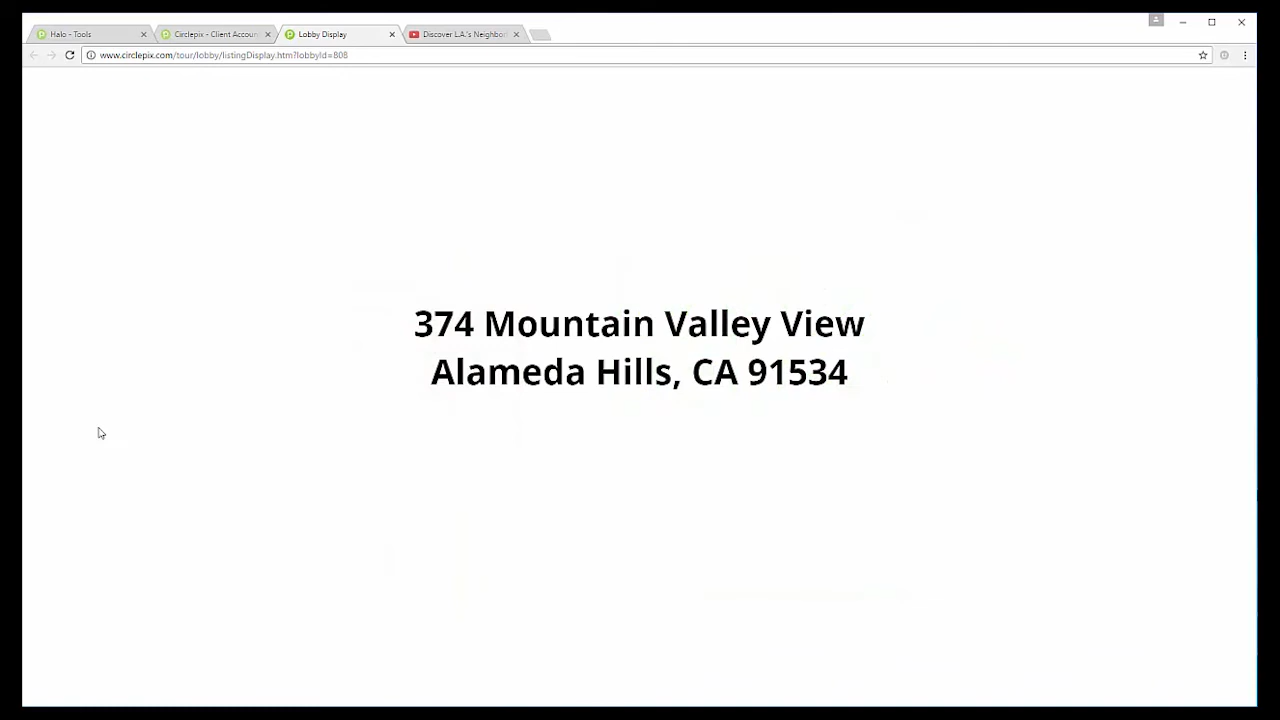 Halo - Tools
Circlepix - Client Accoun
Lobby Display
Discover L.A.'s Neighbor
www.circlepix.com/tour/lobby/listingDisplay.htm?lobbyId=808
374 Mountain Valley View
Alameda Hills, CA 91534